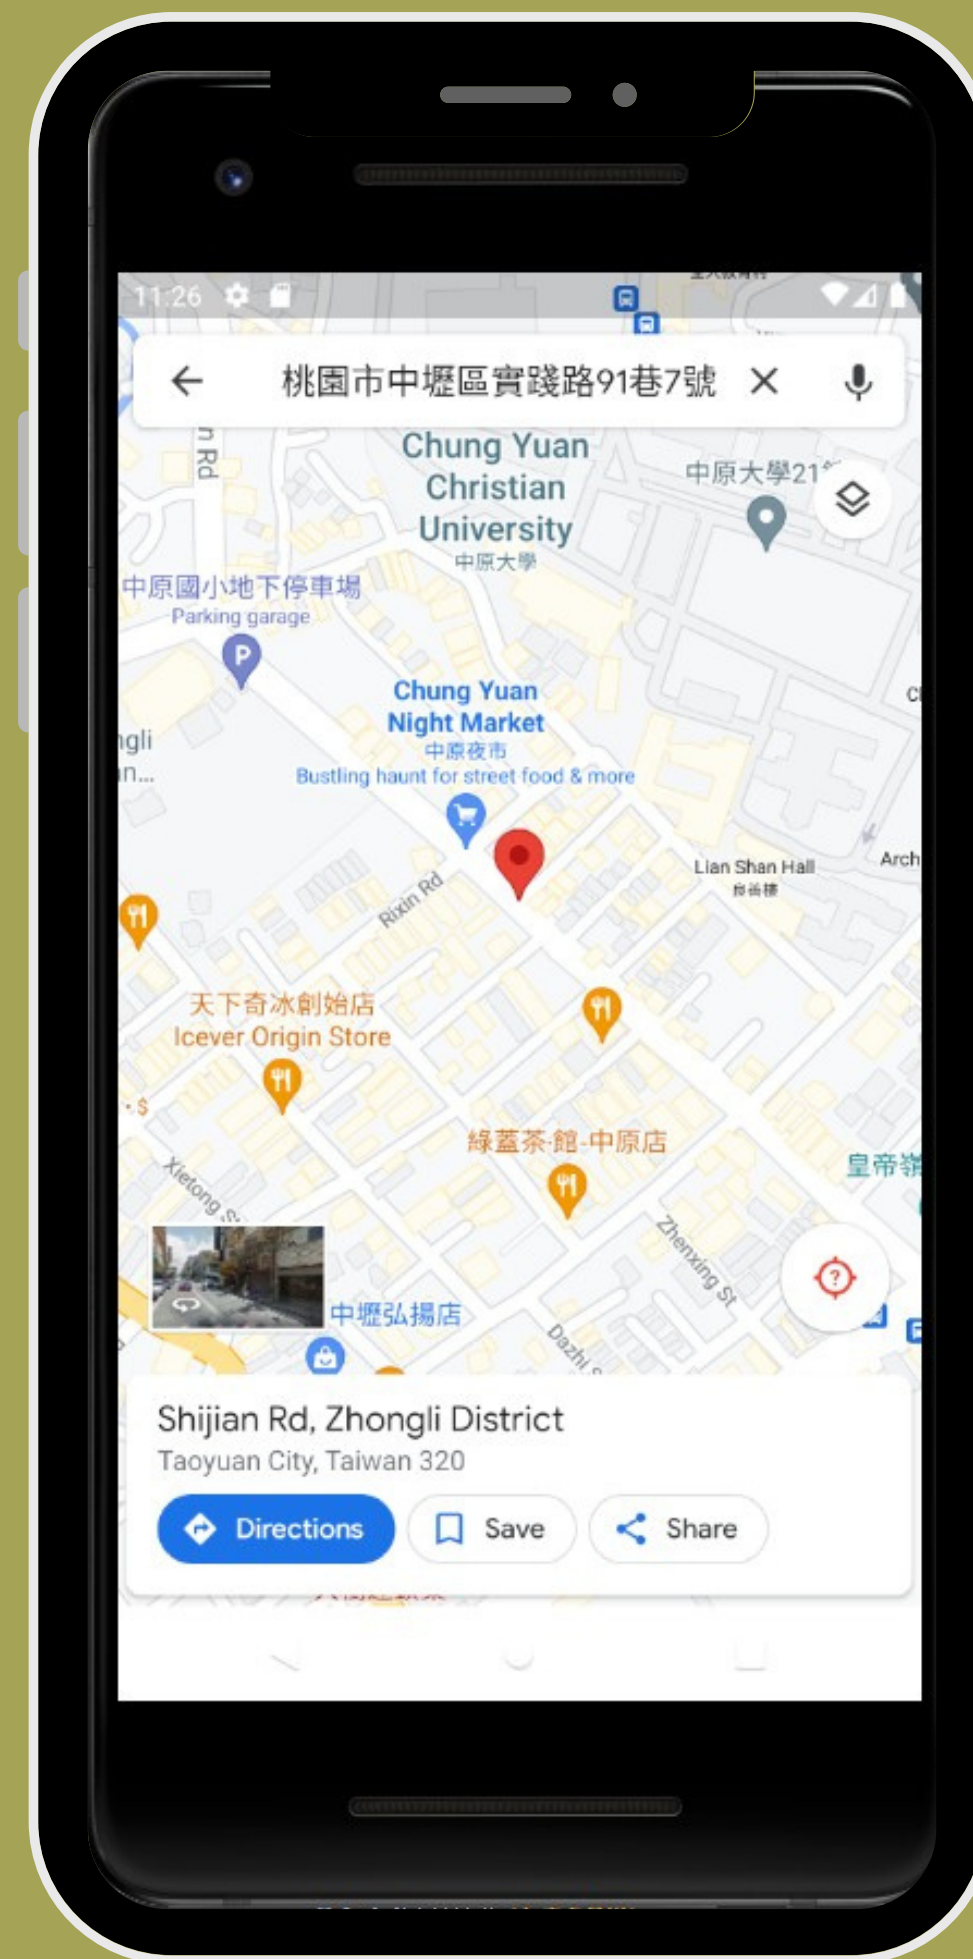 11:26
桃園市中壢區實踐路91巷7號
n Rd
Chung Yuan
Christian
University
中原大學
中原大學21
中原國小地下停車場
Parking garage
P
Chung Yuan
Night Market
中原夜市
Bustling haunt for street food & more
Lian Shan Hall
Arch
Rixin Rd
天下奇冰創始店
Icever Origin Store
$
綠蓋茶·館-中原店
皇帝嶺
Xietong
Zhenxing St
中壢弘揚店
Dazhi
Shijian Rd, Zhongli District
Taoyuan City, Taiwan 320
Directions
Save
Share